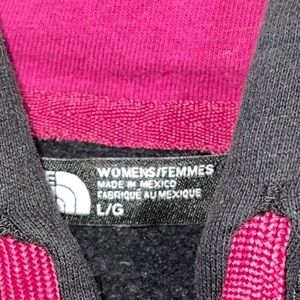 WOMENS/FEMMES
MADE IN MEXICO
FABRIQUÉ AU MEXIQUE
L/G